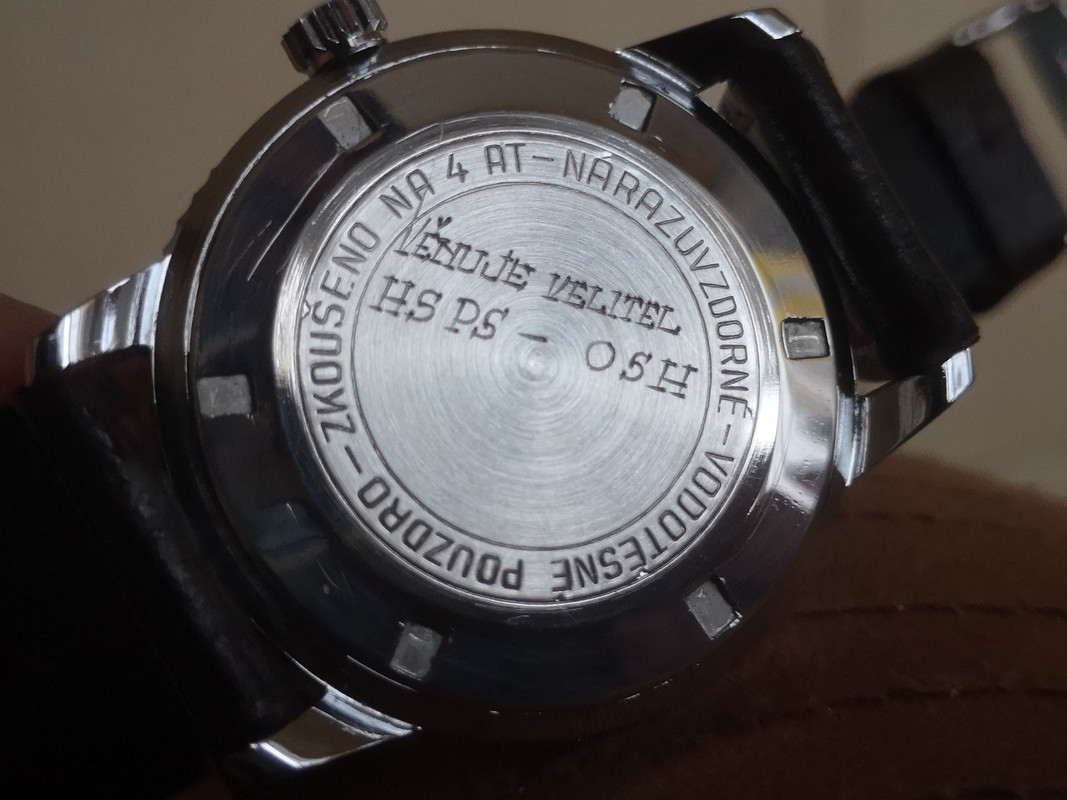 VĚNUJE VELITEL
HS PS - OSH
ZKOUŠENO NA 4 AT - NÁRAZUVZDORNÉ - VODOTĚSNÉ POUZDRO -